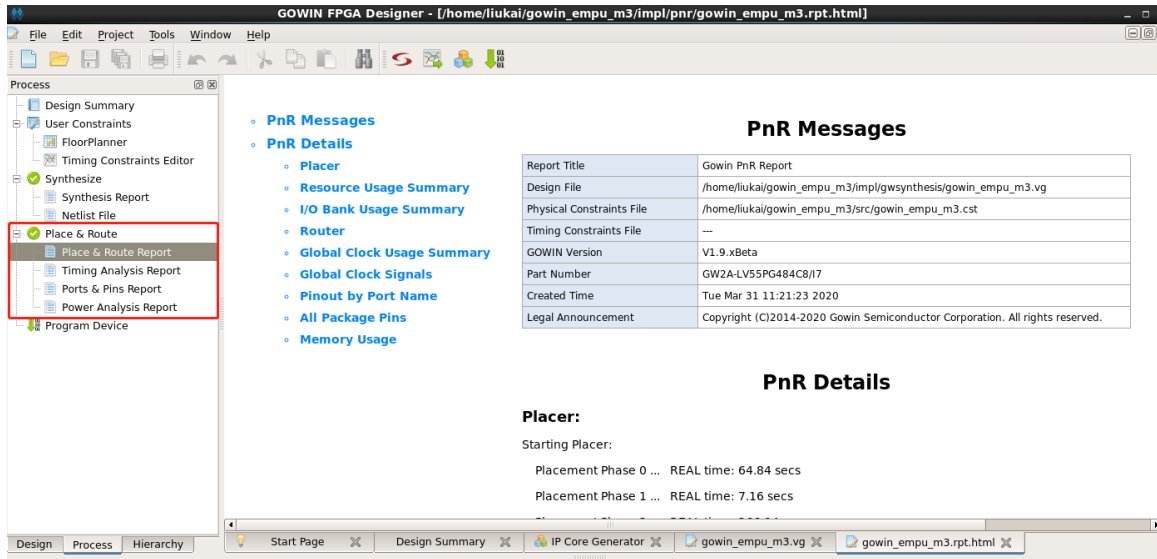 GOWIN FPGA Designer - [/home/liukai/gowin_empu_m3/impl/pnr/gowin_empu_m3.rpt.html]
File Edit Project Tools Window Help
Process
Design Summary
User Constraints
FloorPlanner
Timing Constraints Editor
Synthesize
Synthesis Report
Netlist File
Place & Route
Place & Route Report
Timing Analysis Report
Ports & Pins Report
Power Analysis Report
Program Device
PnR Messages
PnR Details
Placer
Resource Usage Summary
I/O Bank Usage Summary
Router
Global Clock Usage Summary
Global Clock Signals
Pinout by Port Name
All Package Pins
Memory Usage
PnR Messages
Report Title Gowin PnR Report
Design File /home/liukai/gowin_empu_m3/impl/gwsynthesis/gowin_empu_m3.vg
Physical Constraints File /home/liukai/gowin_empu_m3/src/gowin_empu_m3.cst
Timing Constraints File ---
GOWIN Version V1.9.xBeta
Part Number GW2A-LV55PG484C8/I7
Created Time Tue Mar 31 11:21:23 2020
Legal Announcement Copyright (C)2014-2020 Gowin Semiconductor Corporation. All rights reserved.
PnR Details
Placer:
Starting Placer:
Placement Phase 0 ... REAL time: 64.84 secs
Placement Phase 1 ... REAL time: 7.16 secs
Design Process Hierarchy
Start Page Design Summary IP Core Generator gowin_empu_m3.vg gowin_empu_m3.rpt.html